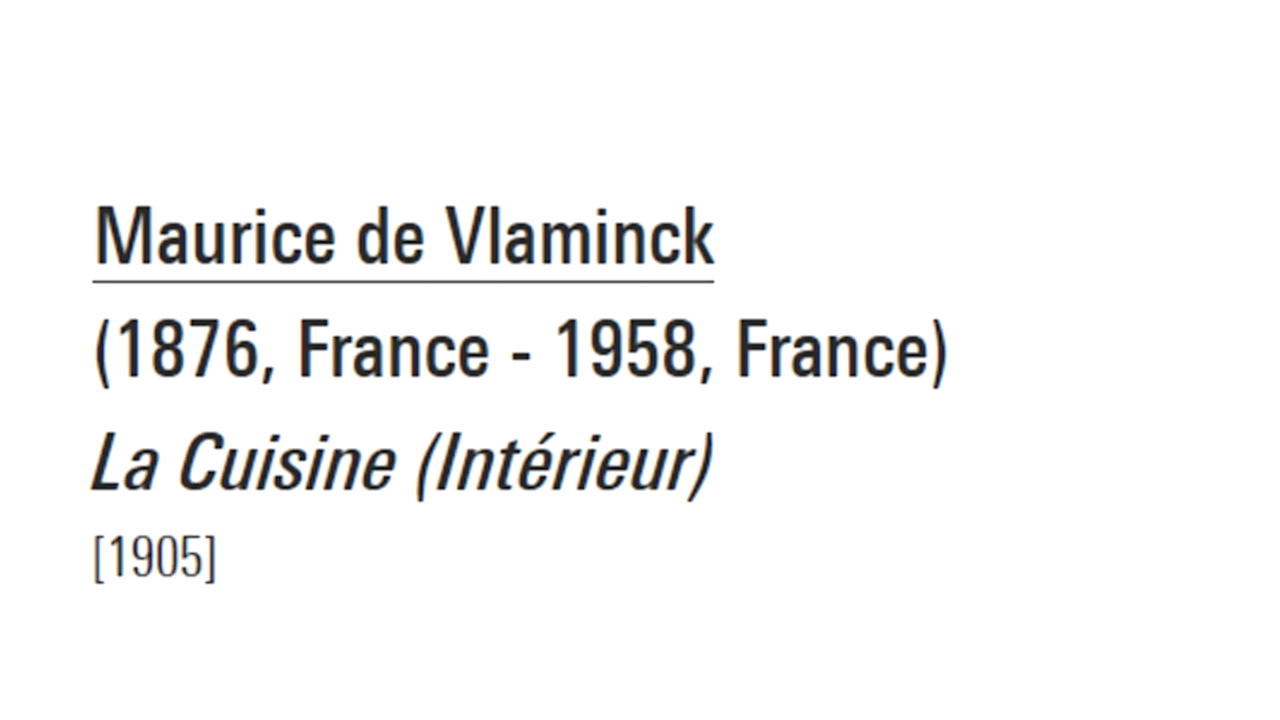 Maurice de Vlaminck
(1876, France - 1958, France)
La Cuisine (Intérieur)
[1905]